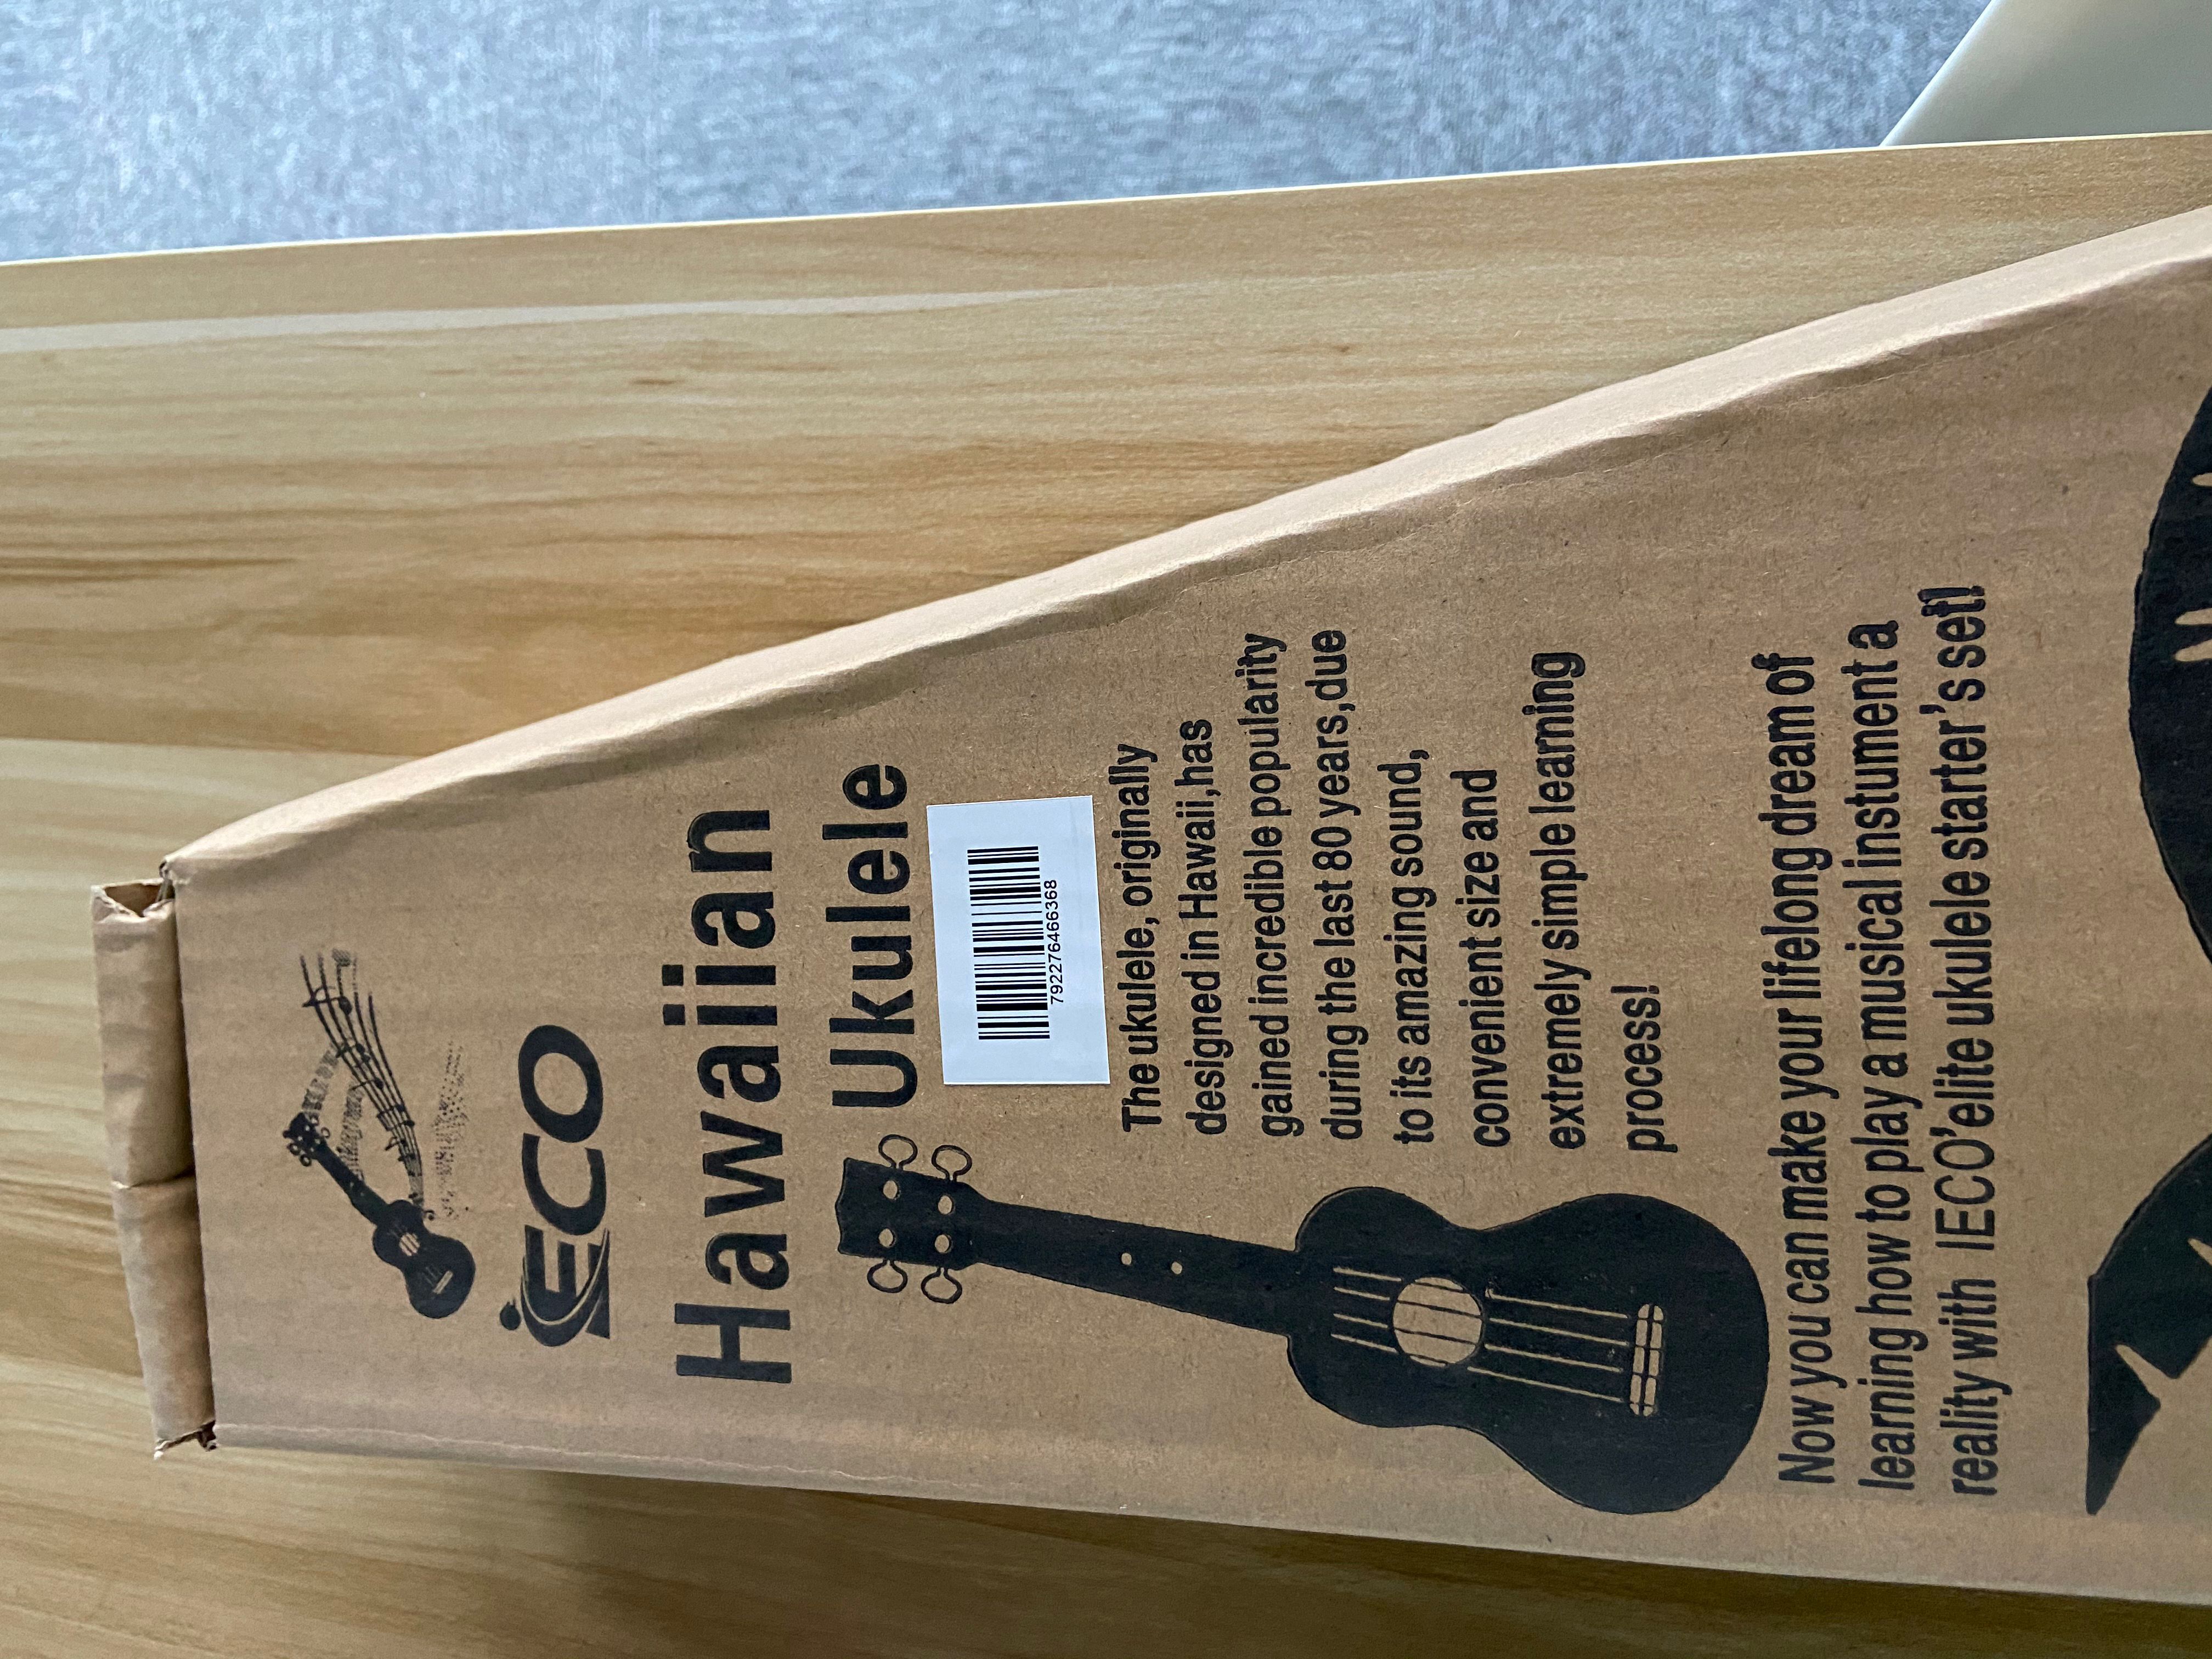 iECO
Hawaiian
Ukulele
792276466368
The ukulele, originally
designed in Hawaii,has
gained incredible popularity
during the last 80 years,due
to its amazing sound,
convenient size and
extremely simple learning
process!
Now you can make your lifelong dream of
learning how to play a musical instument a
reality with IECO'elite ukulele starter's set!